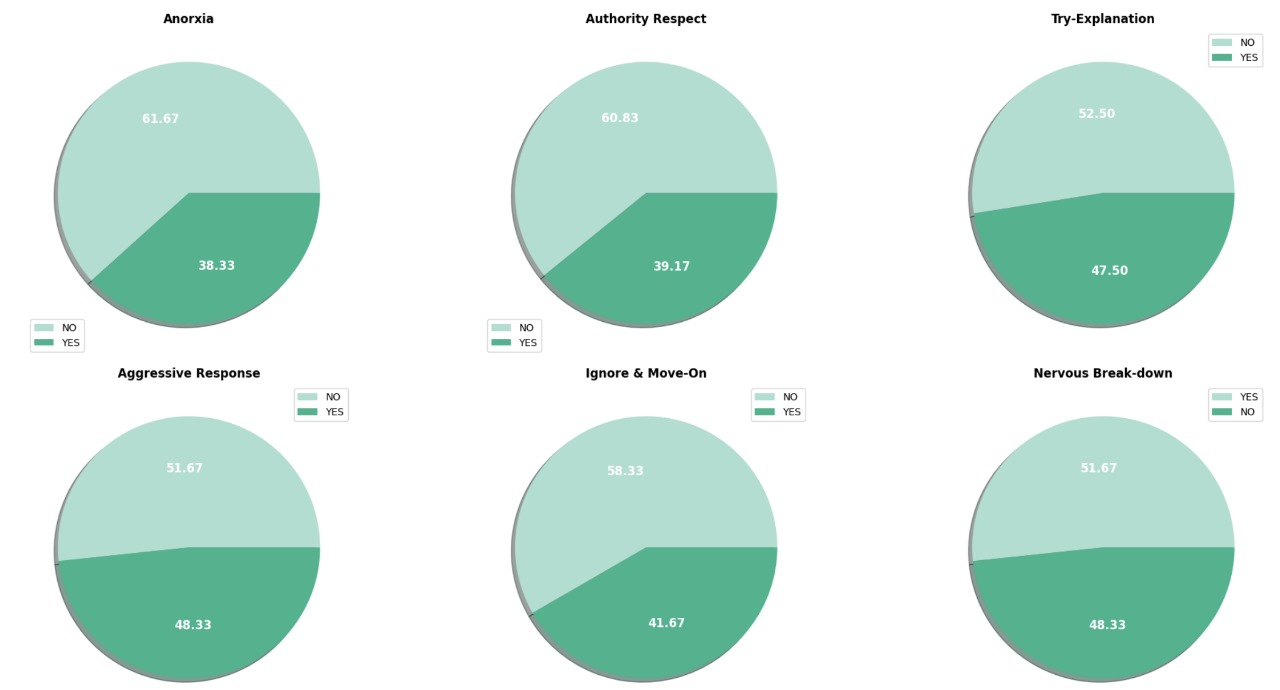 Anorxia
61.67
38.33
NO
YES
Authority Respect
60.83
39.17
NO
YES
Try-Explanation
NO
YES
52.50
47.50
Aggressive Response
NO
YES
51.67
48.33
Ignore & Move-On
NO
YES
58.33
41.67
Nervous Break-down
YES
NO
51.67
48.33